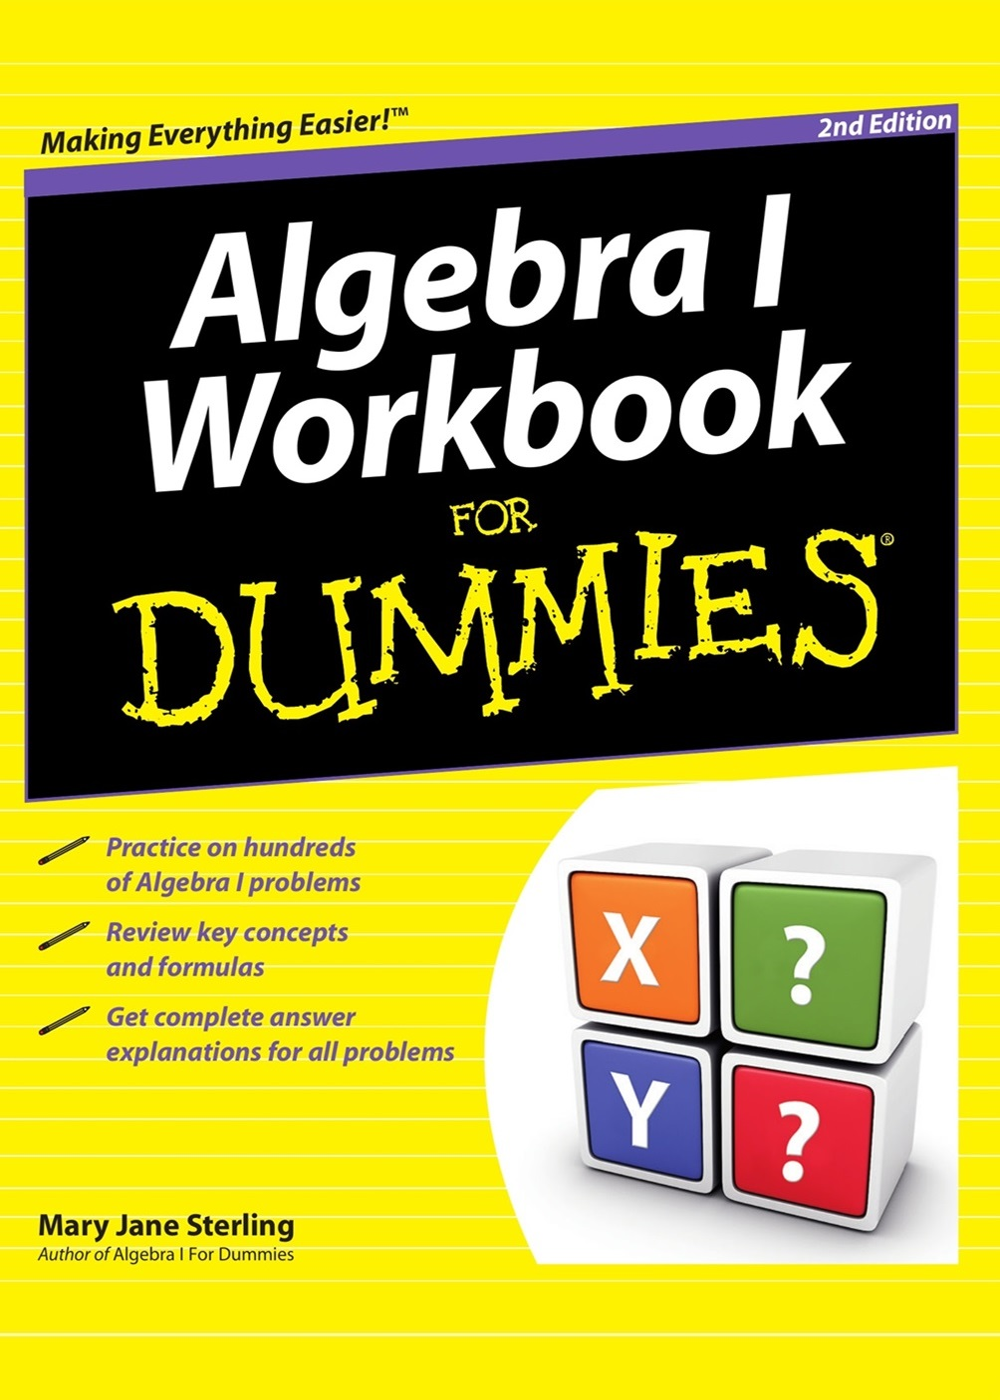 Making Everything Easier!™
2nd Edition
Algebra I
Workbook
FOR
DUMMIES®
Practice on hundreds
of Algebra I problems
Review key concepts
and formulas
Get complete answer
explanations for all problems
X ?
Y ?
Mary Jane Sterling
Author of Algebra I For Dummies